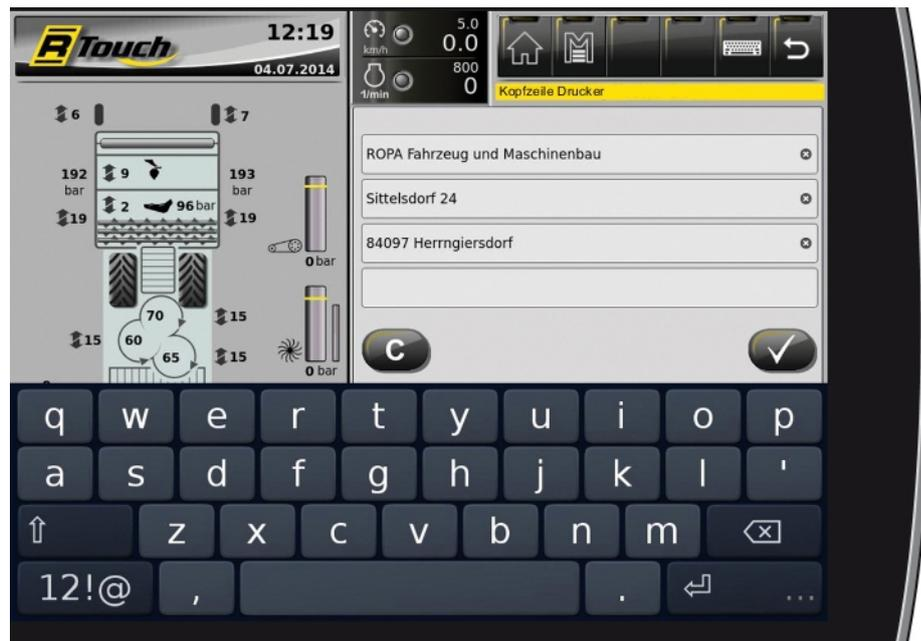 R Touch
12:19
04.07.2014
6
7
192
bar
9
193
bar
2
96 bar
19
19
0 bar
70
15
15
60
65
15
0 bar
km/h
5.0
0.0
1/min
800
0
Kopfzeile Drucker
ROPA Fahrzeug und Maschinenbau
Sittelsdorf 24
84097 Herrngiersdorf
C
q w e r t y u i o p
a s d f g h j k l '
z x c v b n m
12!@ , . ...